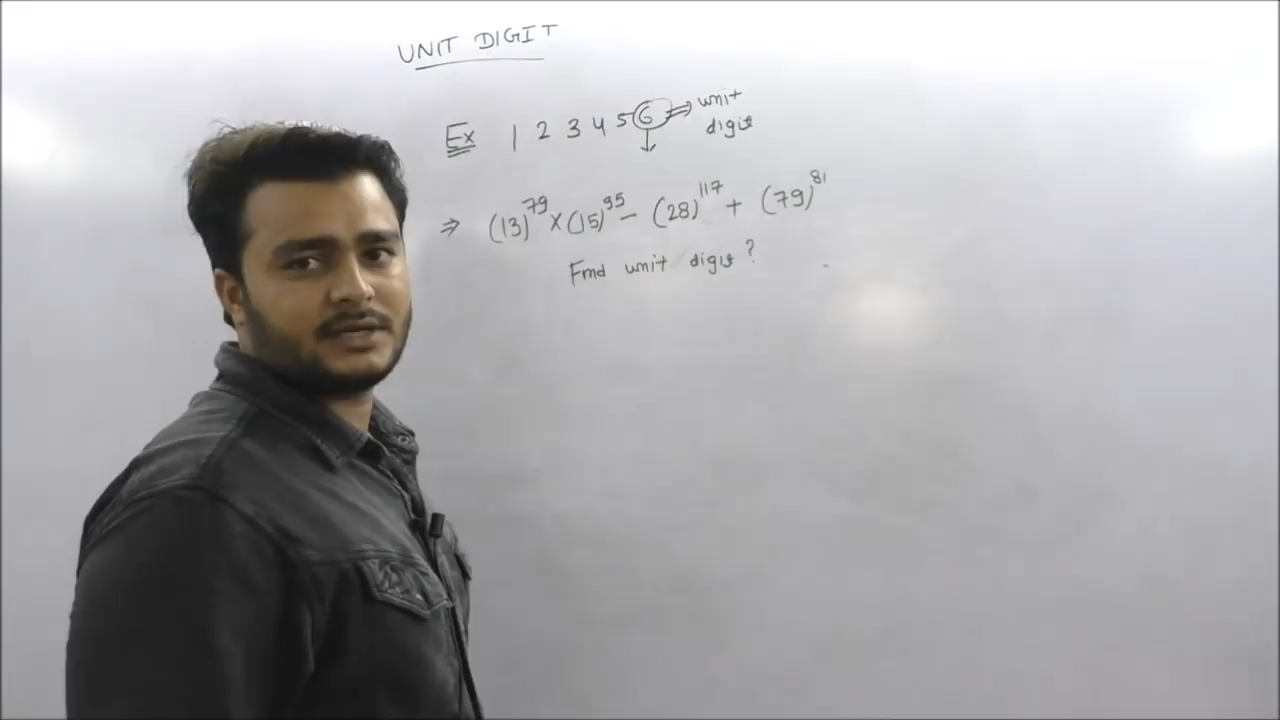 UNIT DIGIT
Ex 1 2 3 4 5 6 ⇒ unit digit
⇒ (13)^79 × (15)^95 − (28)^117 + (79)^81
Find unit digit ?